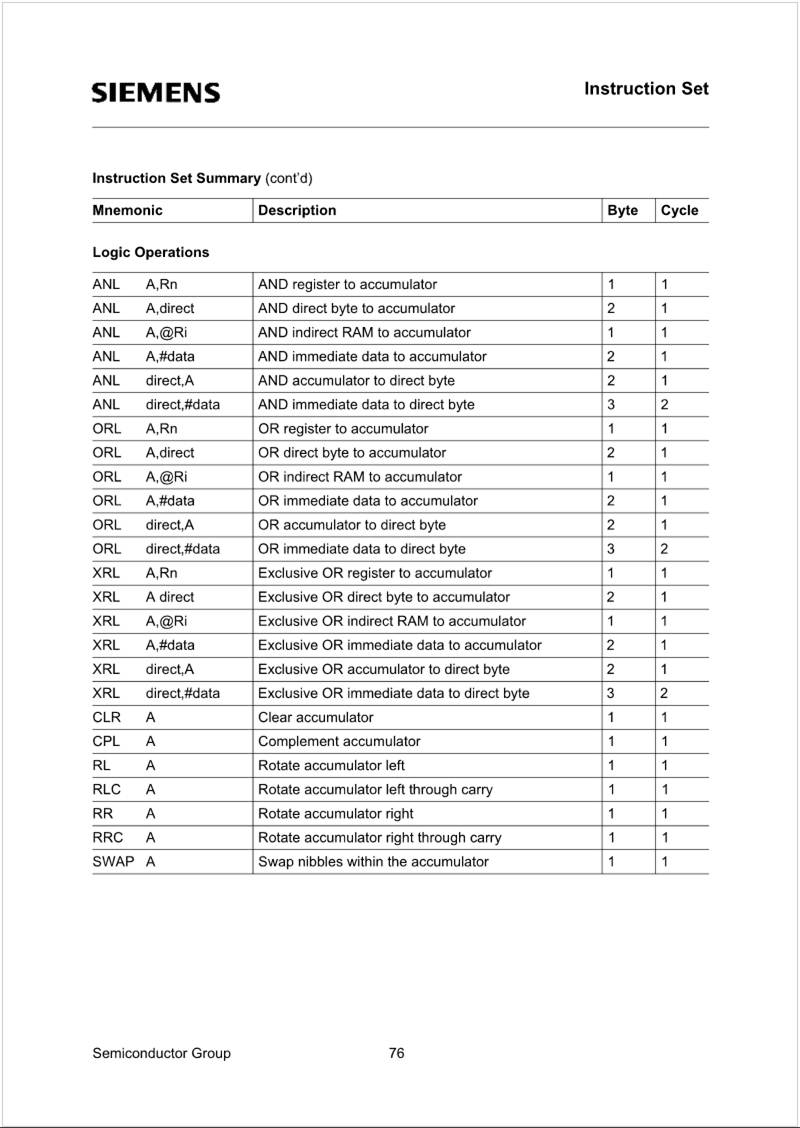 SIEMENS
Instruction Set
Instruction Set Summary (cont’d)
Mnemonic Description Byte Cycle
Logic Operations
ANL A,Rn AND register to accumulator 1 1
ANL A,direct AND direct byte to accumulator 2 1
ANL A,@Ri AND indirect RAM to accumulator 1 1
ANL A,#data AND immediate data to accumulator 2 1
ANL direct,A AND accumulator to direct byte 2 1
ANL direct,#data AND immediate data to direct byte 3 2
ORL A,Rn OR register to accumulator 1 1
ORL A,direct OR direct byte to accumulator 2 1
ORL A,@Ri OR indirect RAM to accumulator 1 1
ORL A,#data OR immediate data to accumulator 2 1
ORL direct,A OR accumulator to direct byte 2 1
ORL direct,#data OR immediate data to direct byte 3 2
XRL A,Rn Exclusive OR register to accumulator 1 1
XRL A direct Exclusive OR direct byte to accumulator 2 1
XRL A,@Ri Exclusive OR indirect RAM to accumulator 1 1
XRL A,#data Exclusive OR immediate data to accumulator 2 1
XRL direct,A Exclusive OR accumulator to direct byte 2 1
XRL direct,#data Exclusive OR immediate data to direct byte 3 2
CLR A Clear accumulator 1 1
CPL A Complement accumulator 1 1
RL A Rotate accumulator left 1 1
RLC A Rotate accumulator left through carry 1 1
RR A Rotate accumulator right 1 1
RRC A Rotate accumulator right through carry 1 1
SWAP A Swap nibbles within the accumulator 1 1
Semiconductor Group 76